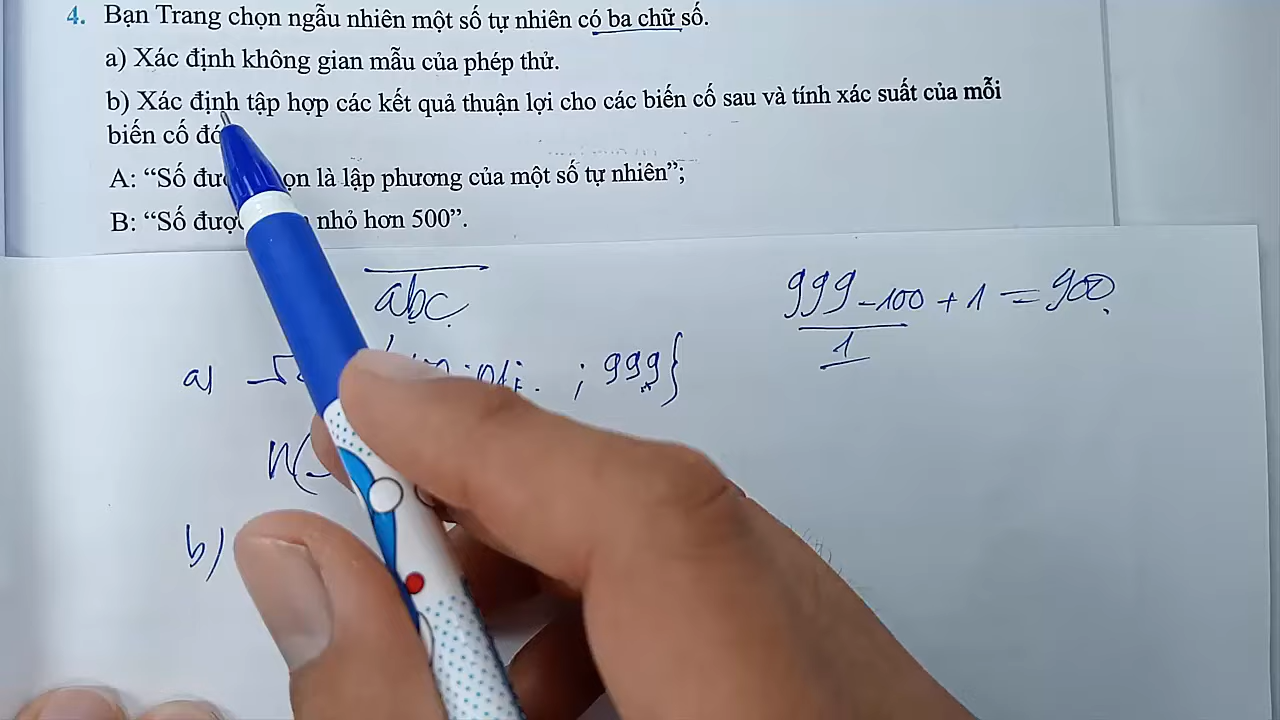 4. Bạn Trang chọn ngẫu nhiên một số tự nhiên có ba chữ số.
a) Xác định không gian mẫu của phép thử.
b) Xác định tập hợp các kết quả thuận lợi cho các biến cố sau và tính xác suất của mỗi
biến cố đó
A: “Số là lập phương của một số tự nhiên”;
B: “Số nhỏ hơn 500”.
abc
999 - 100 + 1 = 900
1
a) ; 999}
n(
b)